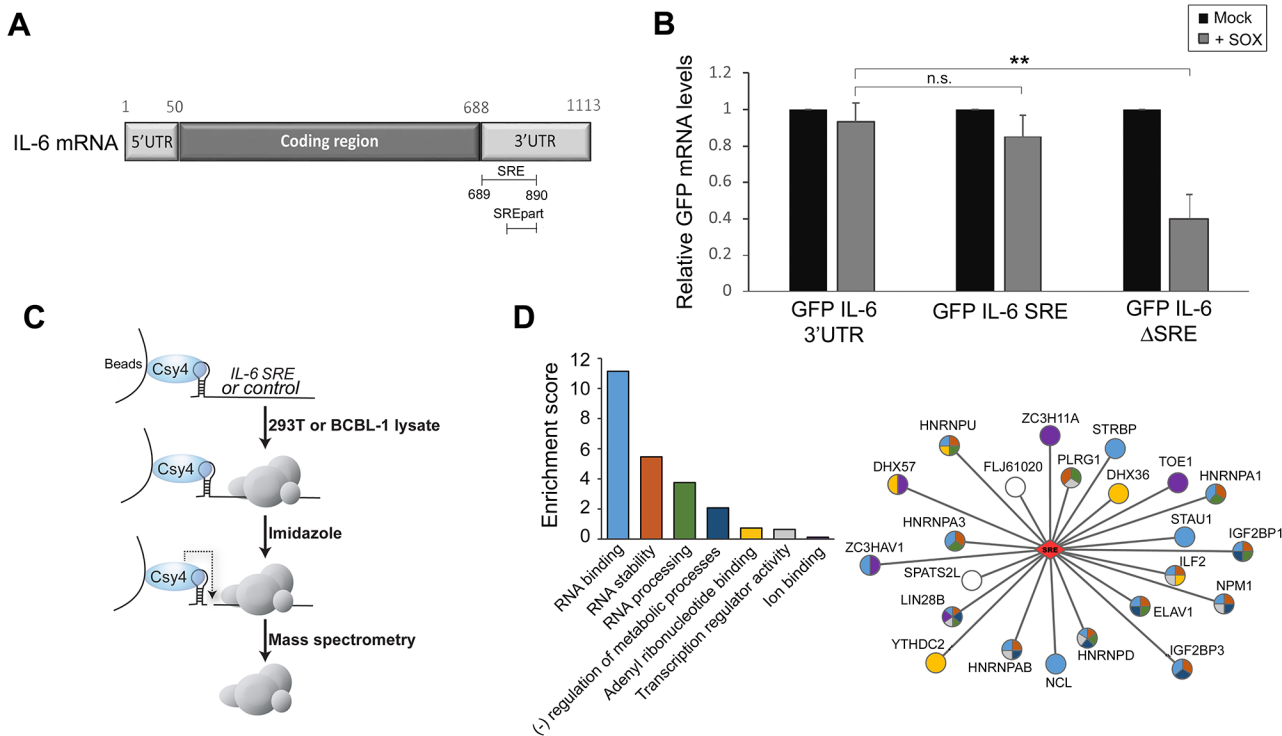 A
1 50 688 1113
IL-6 mRNA 5'UTR Coding region 3'UTR
SRE
689 890
SREpart
B
Mock
+ SOX
**
n.s.
Relative GFP mRNA levels
1.2
1
0.8
0.6
0.4
0.2
0
GFP IL-6 3'UTR
GFP IL-6 SRE
GFP IL-6 ΔSRE
C
Beads Csy4 IL-6 SRE
or control
293T or BCBL-1 lysate
Csy4
Imidazole
Csy4
Mass spectrometry
D
Enrichment score
12
10
8
6
4
2
0
RNA binding
RNA stability
RNA processing
(-) regulation of metabolic processes
Adenyl ribonucleotide binding
Transcription regulator activity
Ion binding
ZC3H11A
HNRNPU
STRBP
PLRG1
TOE1
DHX57
FLJ61020
DHX36
HNRNPA1
HNRNPA3
STAU1
IGF2BP1
SRE
ZC3HAV1
ILF2
SPATS2L
NPM1
LIN28B
ELAV1
YTHDC2
HNRNPAB
NCL
HNRNPD
IGF2BP3